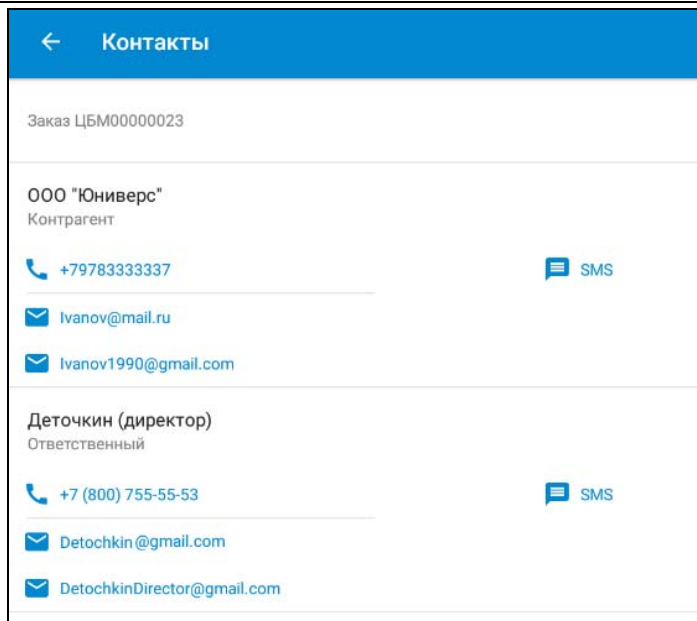 Контакты
Заказ ЦБМ00000023
ООО "Юниверс"
Контрагент
+79783333337 SMS
Ivanov@mail.ru
Ivanov1990@gmail.com
Деточкин (директор)
Ответственный
+7 (800) 755-55-53 SMS
Detochkin@gmail.com
DetochkinDirector@gmail.com